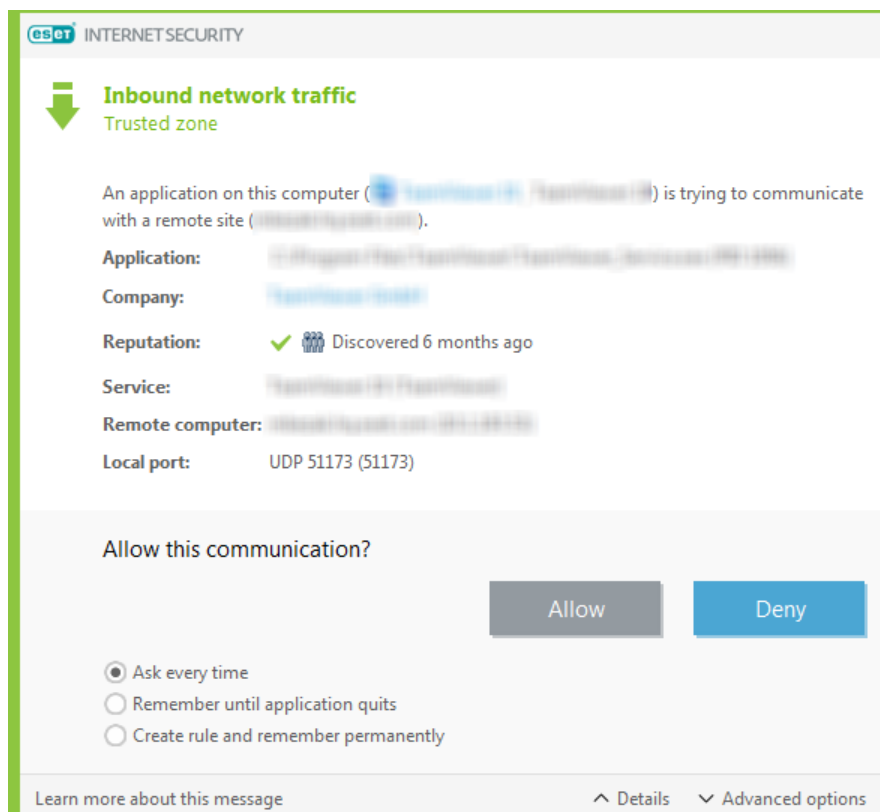 eseT INTERNET SECURITY
Inbound network traffic
Trusted zone
An application on this computer ( ) is trying to communicate
with a remote site ( ).
Application:
Company:
Reputation: Discovered 6 months ago
Service:
Remote computer:
Local port: UDP 51173 (51173)
Allow this communication?
Allow Deny
Ask every time
Remember until application quits
Create rule and remember permanently
Learn more about this message Details Advanced options